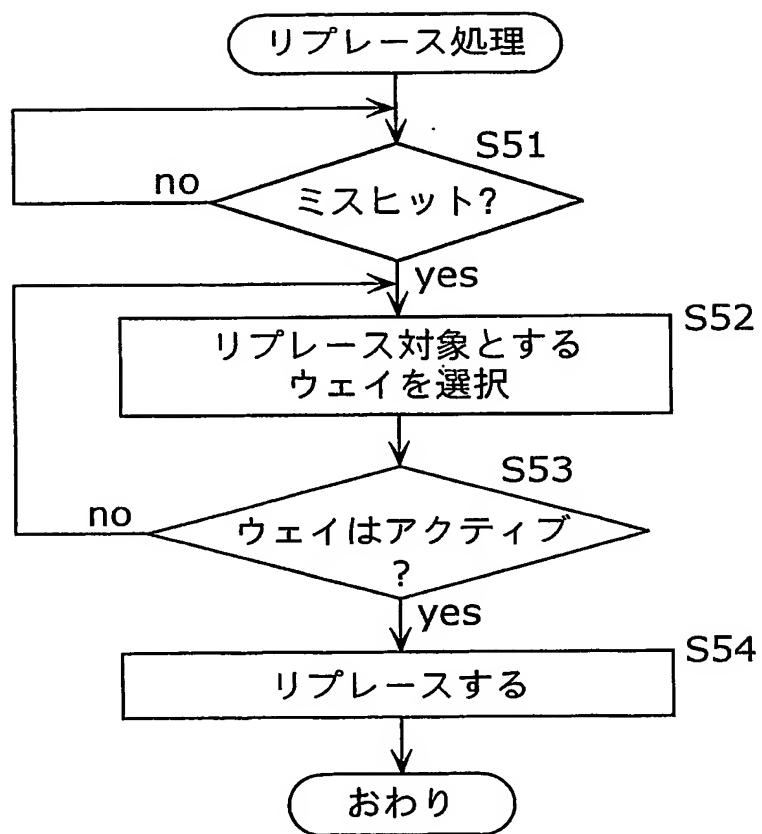 リプレース処理
S51
no
ミスヒット?
yes
S52
リプレース対象とする
ウェイを選択
S53
no
ウェイはアクティブ
?
yes
S54
リプレースする
おわり